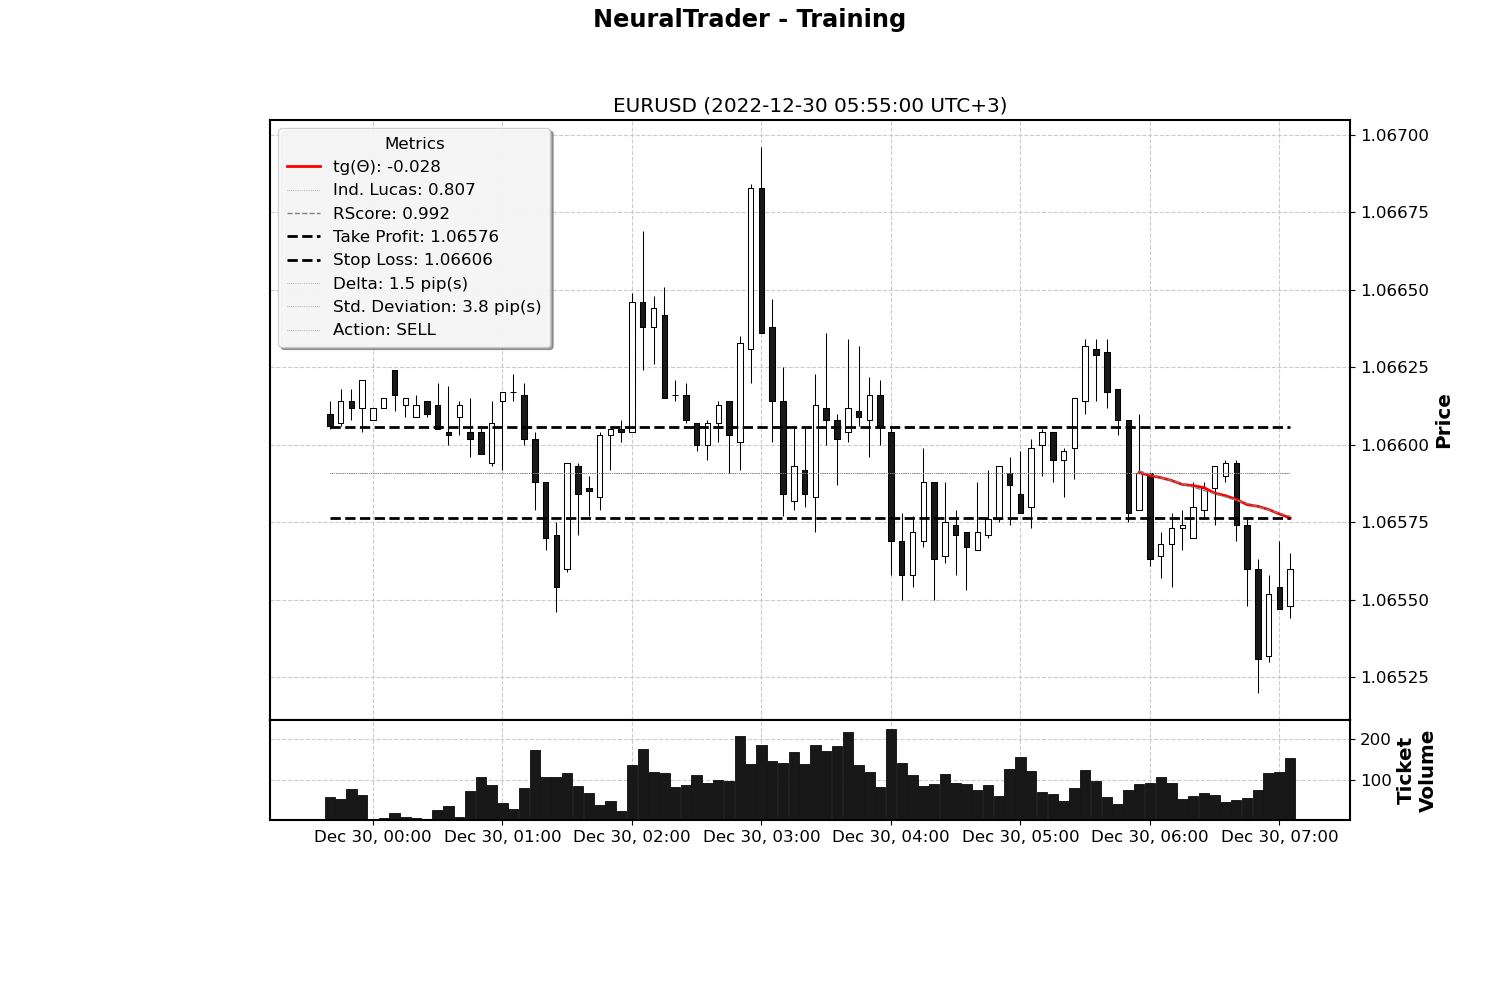 NeuralTrader - Training
EURUSD (2022-12-30 05:55:00 UTC+3)
Metrics
tg(Θ): -0.028
Ind. Lucas: 0.807
RScore: 0.992
Take Profit: 1.06576
Stop Loss: 1.06606
Delta: 1.5 pip(s)
Std. Deviation: 3.8 pip(s)
Action: SELL
1.06700
1.06675
1.06650
1.06625
1.06600
1.06575
1.06550
1.06525
Price
200
100
Ticket
Volume
Dec 30, 00:00 Dec 30, 01:00 Dec 30, 02:00 Dec 30, 03:00 Dec 30, 04:00 Dec 30, 05:00 Dec 30, 06:00 Dec 30, 07:00